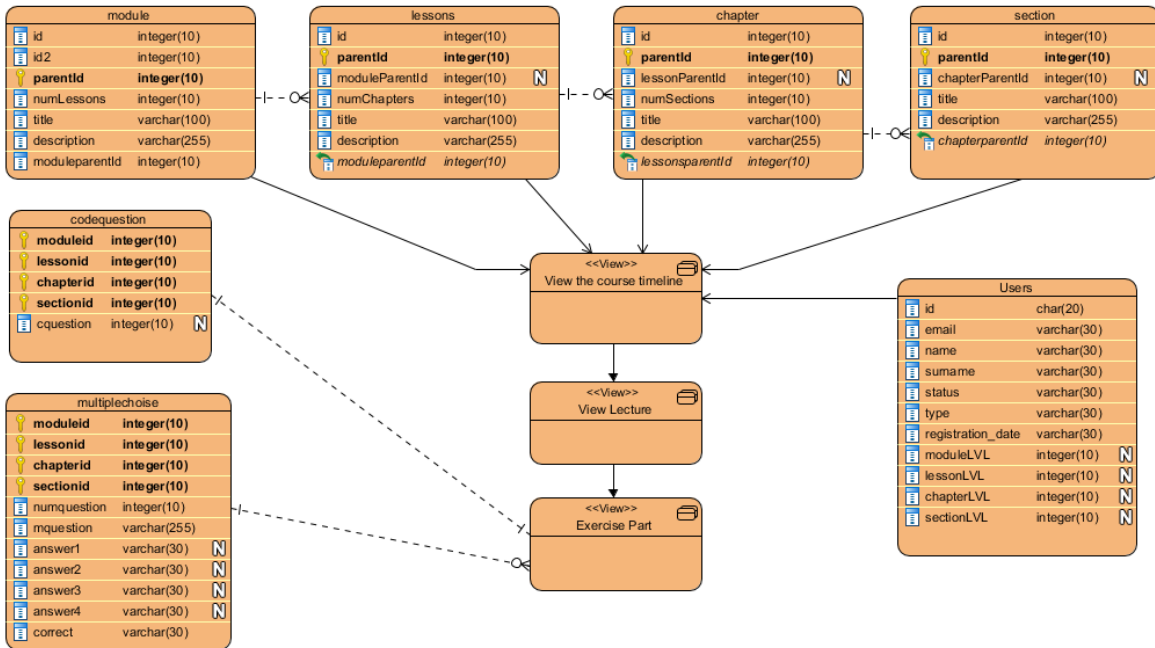 module
id integer(10)
id2 integer(10)
parentId integer(10)
numLessons integer(10)
title varchar(100)
description varchar(255)
moduleparentId integer(10)
lessons
id integer(10)
parentId integer(10)
moduleParentId integer(10) N
numChapters integer(10)
title varchar(100)
description varchar(255)
moduleparentId integer(10)
chapter
id integer(10)
parentId integer(10)
lessonParentId integer(10) N
numSections integer(10)
title varchar(100)
description varchar(255)
lessonsparentId integer(10)
section
id integer(10)
parentId integer(10)
chapterParentId integer(10) N
title varchar(100)
description varchar(255)
chapterparentId integer(10)
codequestion
moduleid integer(10)
lessonid integer(10)
chapterid integer(10)
sectionid integer(10)
cquestion integer(10) N
<<View>>
View the course timeline
Users
id char(20)
email varchar(30)
name varchar(30)
surname varchar(30)
status varchar(30)
type varchar(30)
registration_date varchar(30)
moduleLVL integer(10) N
lessonLVL integer(10) N
chapterLVL integer(10) N
sectionLVL integer(10) N
multiplechoise
moduleid integer(10)
lessonid integer(10)
chapterid integer(10)
sectionid integer(10)
numquestion integer(10)
mquestion varchar(255)
answer1 varchar(30) N
answer2 varchar(30) N
answer3 varchar(30) N
answer4 varchar(30) N
correct varchar(30)
<<View>>
View Lecture
<<View>>
Exercise Part